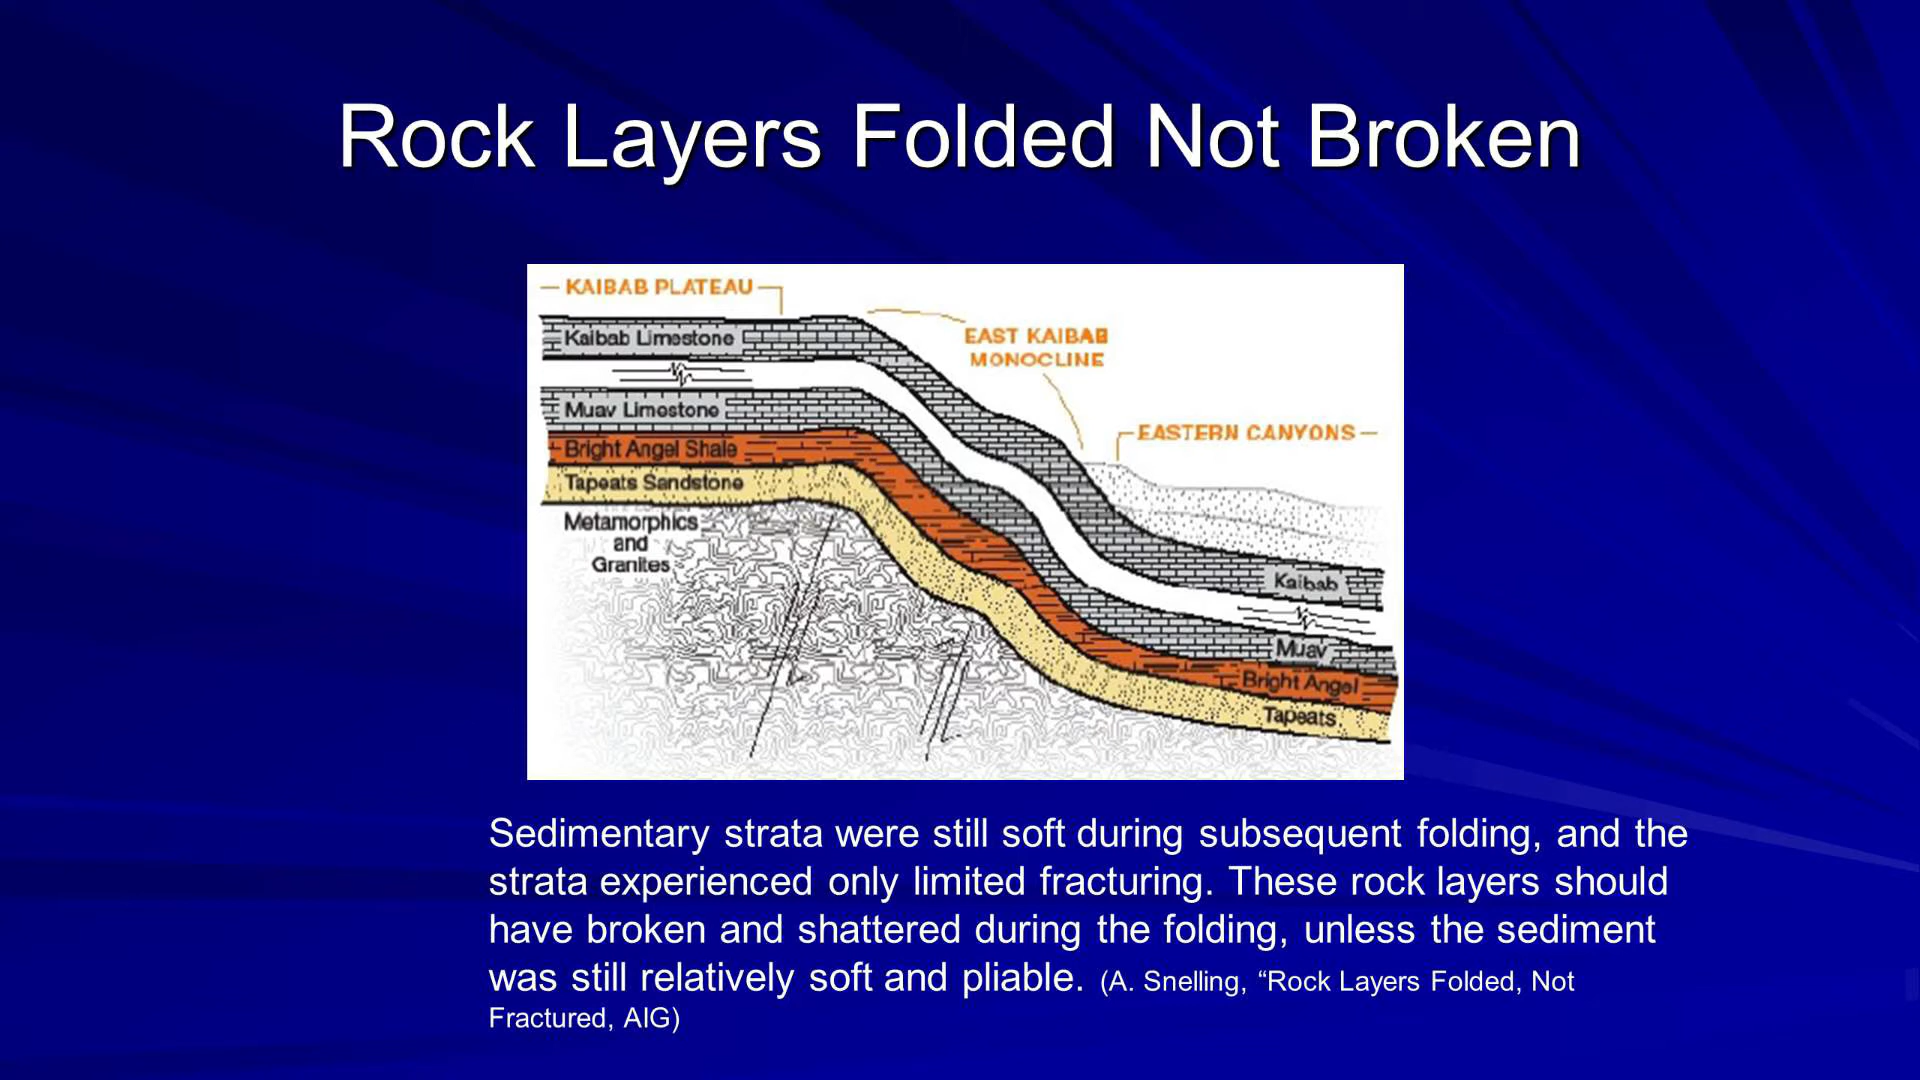 Rock Layers Folded Not Broken
KAIBAB PLATEAU
Kaibab Limestone
EAST KAIBAB
MONOCLINE
Muav Limestone
EASTERN CANYONS
Bright Angel Shale
Tapeats Sandstone
Metamorphics
and
Granites
Kaibab
Muav
Bright Angel
Tapeats
Sedimentary strata were still soft during subsequent folding, and the
strata experienced only limited fracturing. These rock layers should
have broken and shattered during the folding, unless the sediment
was still relatively soft and pliable. (A. Snelling, “Rock Layers Folded, Not
Fractured, AIG)